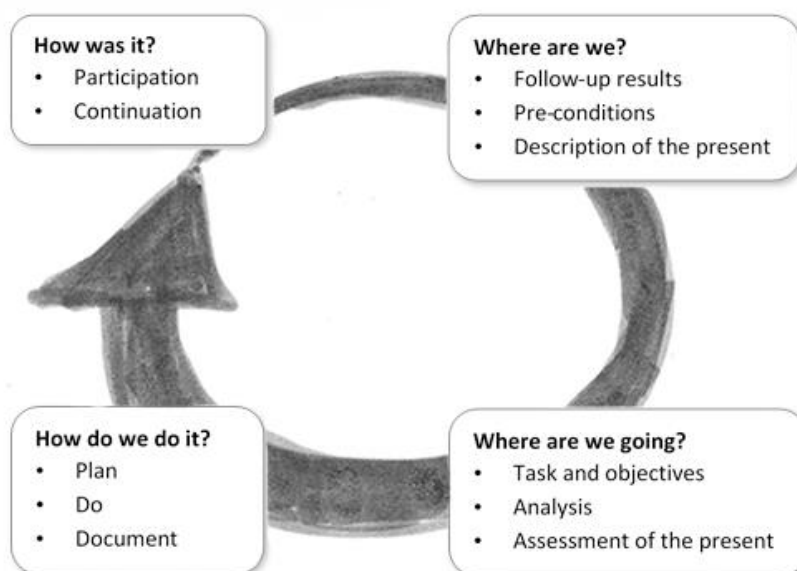 How was it?
• Participation
• Continuation
Where are we?
• Follow-up results
• Pre-conditions
• Description of the present
How do we do it?
• Plan
• Do
• Document
Where are we going?
• Task and objectives
• Analysis
• Assessment of the present